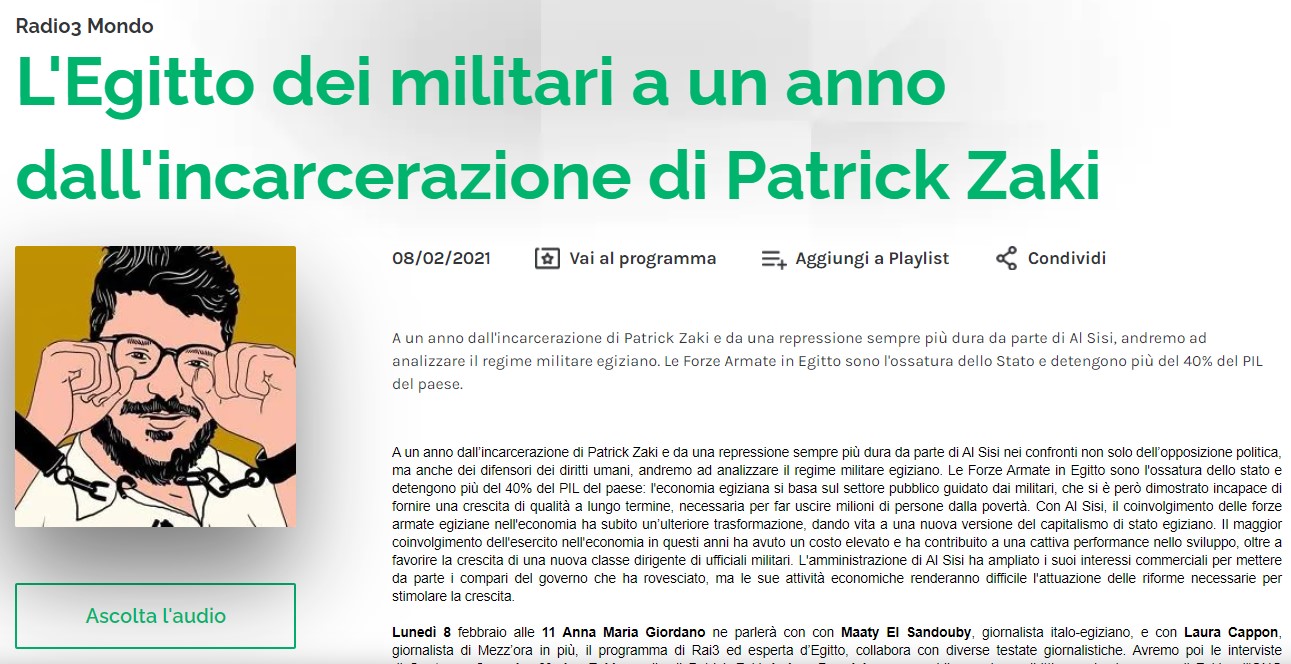 Radio3 Mondo
L'Egitto dei militari a un anno
dall'incarcerazione di Patrick Zaki
08/02/2021 Vai al programma Aggiungi a Playlist Condividi
A un anno dall'incarcerazione di Patrick Zaki e da una repressione sempre più dura da parte di Al Sisi, andremo ad
analizzare il regime militare egiziano. Le Forze Armate in Egitto sono l'ossatura dello Stato e detengono più del 40% del PIL
del paese.
A un anno dall’incarcerazione di Patrick Zaki e da una repressione sempre più dura da parte di Al Sisi nei confronti non solo dell’opposizione politica,
ma anche dei difensori dei diritti umani, andremo ad analizzare il regime militare egiziano. Le Forze Armate in Egitto sono l'ossatura dello stato e
detengono più del 40% del PIL del paese: l'economia egiziana si basa sul settore pubblico guidato dai militari, che si è però dimostrato incapace di
fornire una crescita di qualità a lungo termine, necessaria per far uscire milioni di persone dalla povertà. Con Al Sisi, il coinvolgimento delle forze
armate egiziane nell'economia ha subito un’ulteriore trasformazione, dando vita a una nuova versione del capitalismo di stato egiziano. Il maggior
coinvolgimento dell'esercito nell'economia in questi anni ha avuto un costo elevato e ha contribuito a una cattiva performance nello sviluppo, oltre a
favorire la crescita di una nuova classe dirigente di ufficiali militari. L'amministrazione di Al Sisi ha ampliato i suoi interessi commerciali per mettere
da parte i compari del governo che ha rovesciato, ma le sue attività economiche renderanno difficile l'attuazione delle riforme necessarie per
stimolare la crescita.
Ascolta l'audio
Lunedì 8 febbraio alle 11 Anna Maria Giordano ne parlerà con con Maaty El Sandouby, giornalista italo-egiziano, e con Laura Cappon,
giornalista di Mezz’ora in più, il programma di Rai3 ed esperta d’Egitto, collabora con diverse testate giornalistiche. Avremo poi le interviste